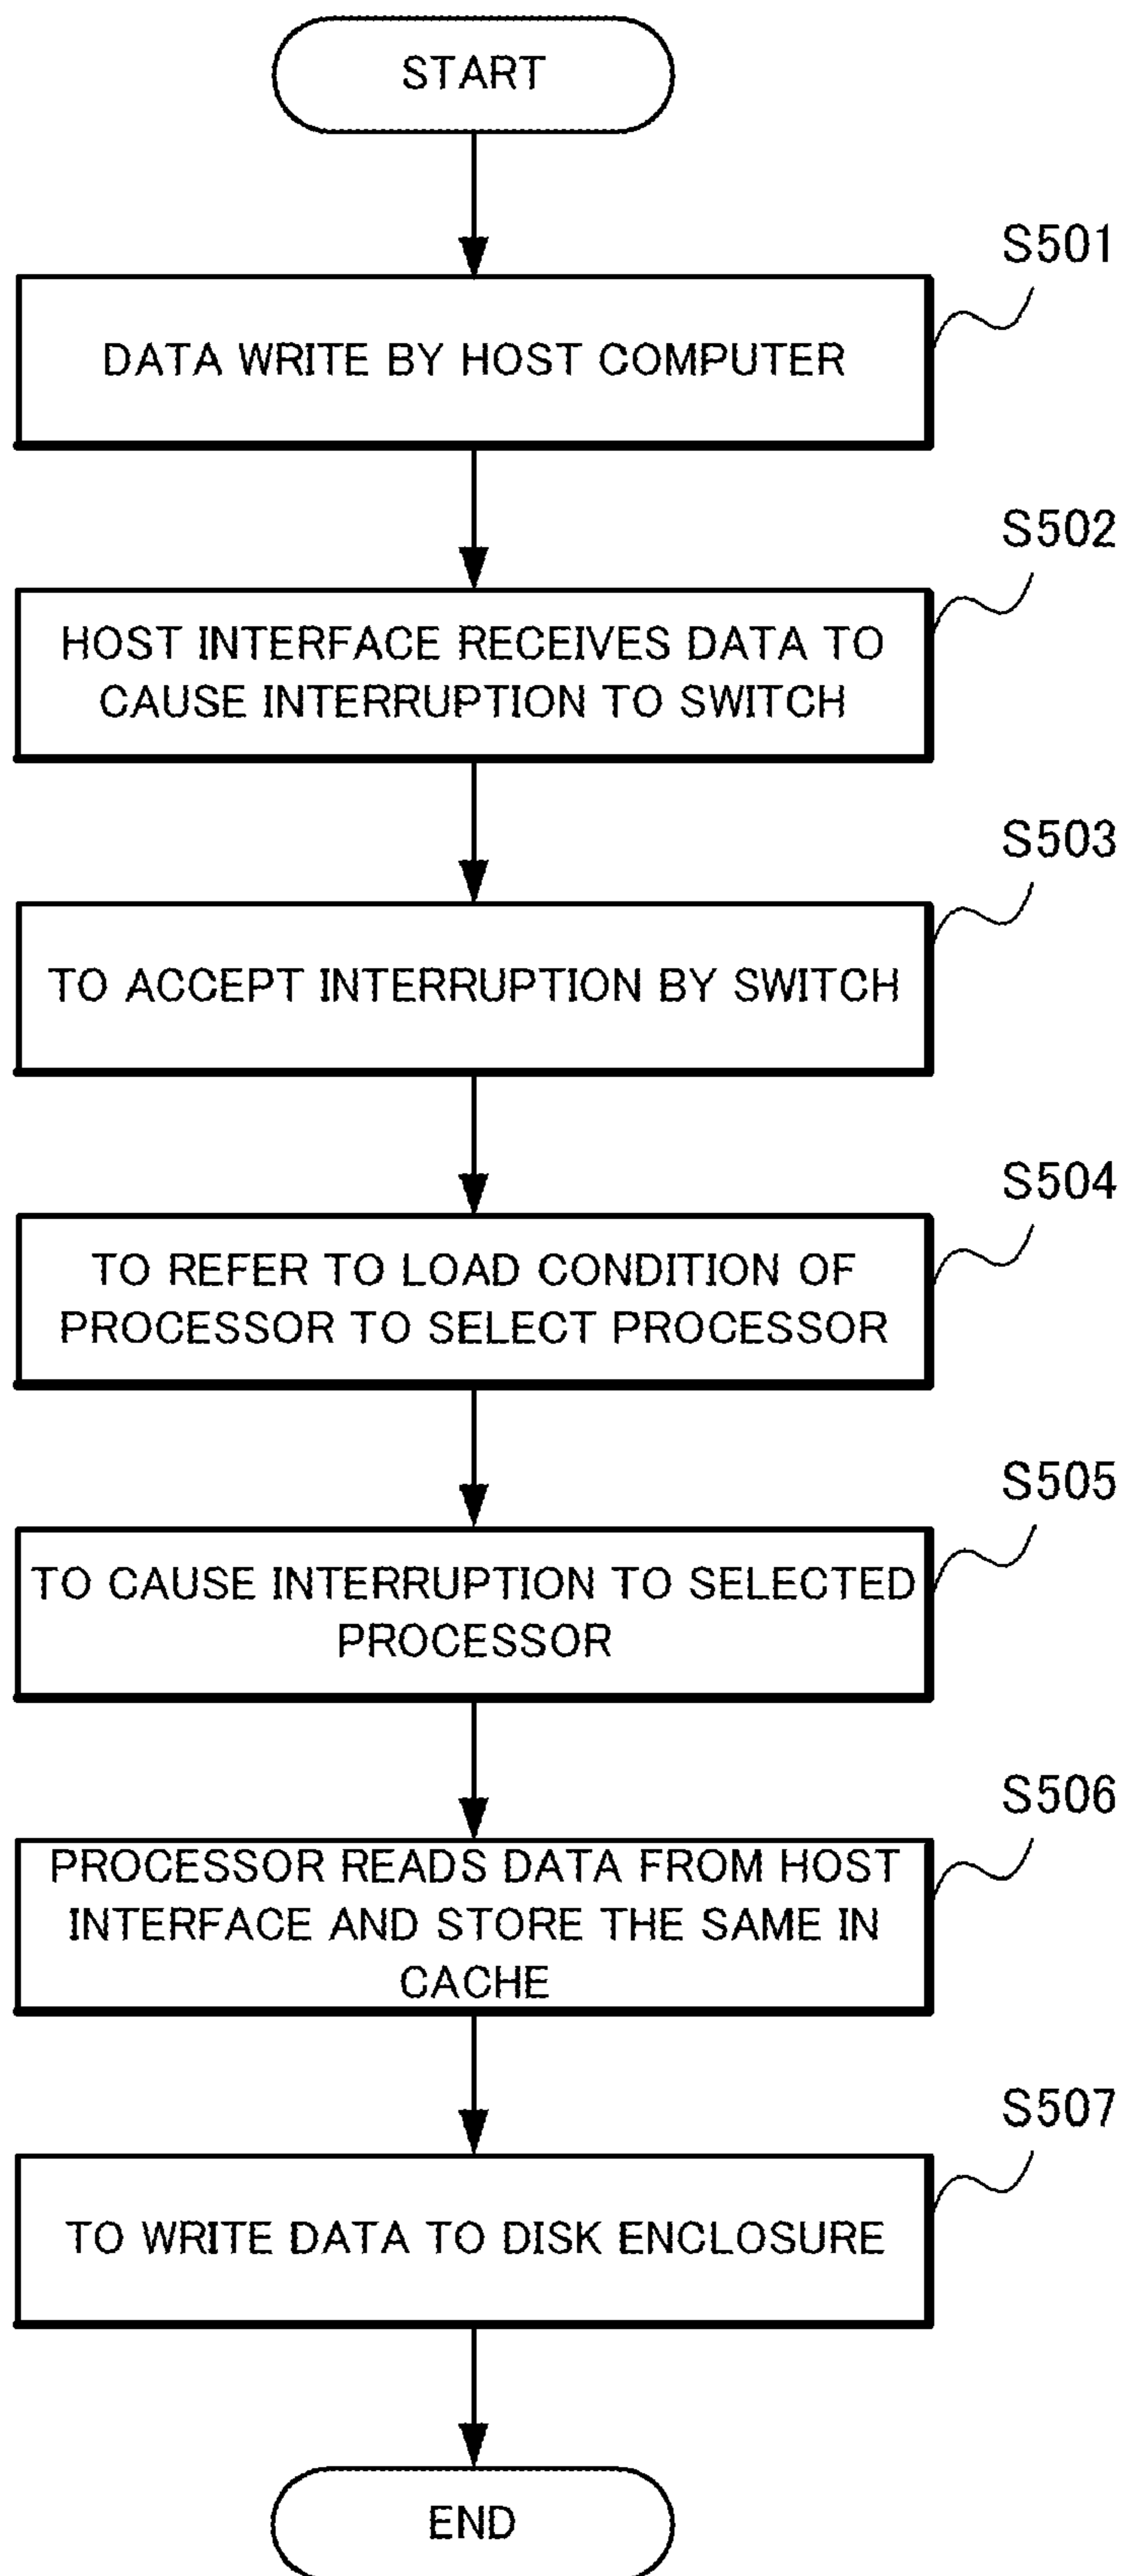 START
S501
DATA WRITE BY HOST COMPUTER
S502
HOST INTERFACE RECEIVES DATA TO
CAUSE INTERRUPTION TO SWITCH
S503
TO ACCEPT INTERRUPTION BY SWITCH
S504
TO REFER TO LOAD CONDITION OF
PROCESSOR TO SELECT PROCESSOR
S505
TO CAUSE INTERRUPTION TO SELECTED
PROCESSOR
S506
PROCESSOR READS DATA FROM HOST
INTERFACE AND STORE THE SAME IN
CACHE
S507
TO WRITE DATA TO DISK ENCLOSURE
END